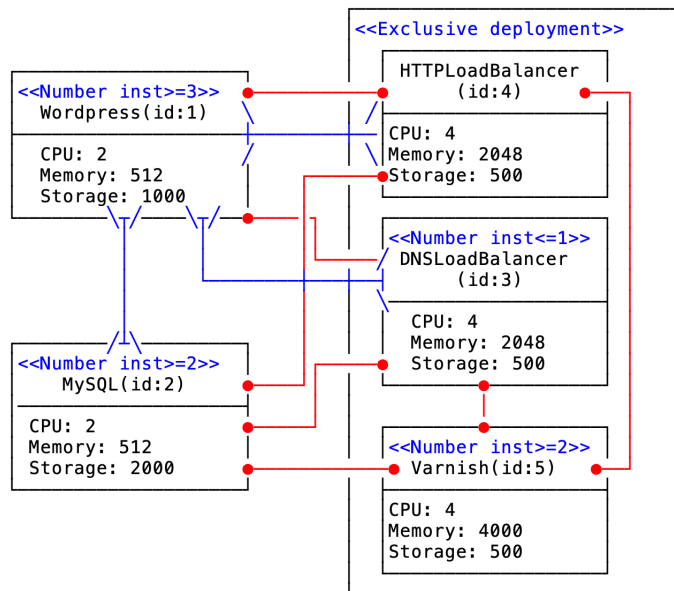 <<Exclusive deployment>>
<<Number inst>=3>>
Wordpress(id:1)
CPU: 2
Memory: 512
Storage: 1000
HTTPLoadBalancer
(id:4)
CPU: 4
Memory: 2048
Storage: 500
<<Number inst<=1>>
DNSLoadBalancer
(id:3)
CPU: 4
Memory: 2048
Storage: 500
<<Number inst>=2>>
MySQL(id:2)
CPU: 2
Memory: 512
Storage: 2000
<<Number inst>=2>>
Varnish(id:5)
CPU: 4
Memory: 4000
Storage: 500